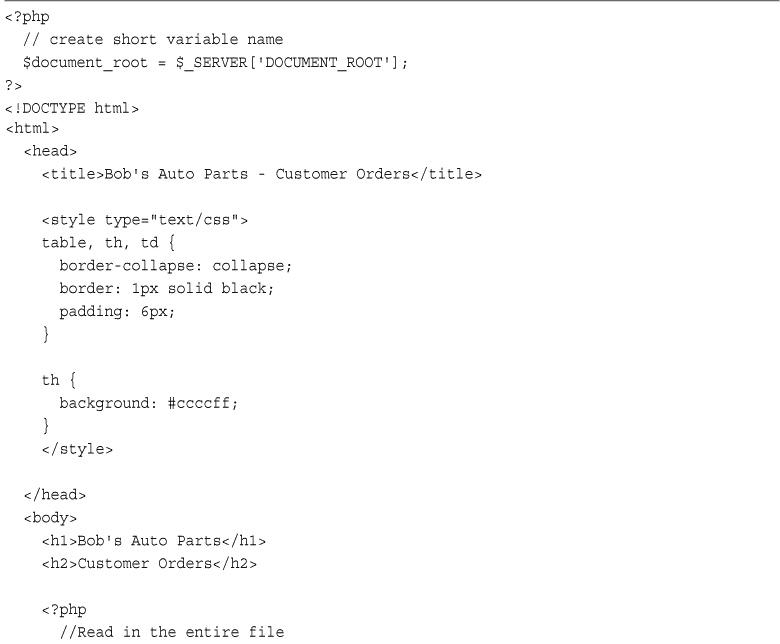 <?php
  // create short variable name
  $document_root = $_SERVER['DOCUMENT_ROOT'];
?>
<!DOCTYPE html>
<html>
  <head>
    <title>Bob's Auto Parts - Customer Orders</title>

    <style type="text/css">
    table, th, td {
      border-collapse: collapse;
      border: 1px solid black;
      padding: 6px;
    }

    th {
      background: #ccccff;
    }
    </style>

  </head>
  <body>
    <h1>Bob's Auto Parts</h1>
    <h2>Customer Orders</h2>

    <?php
      //Read in the entire file